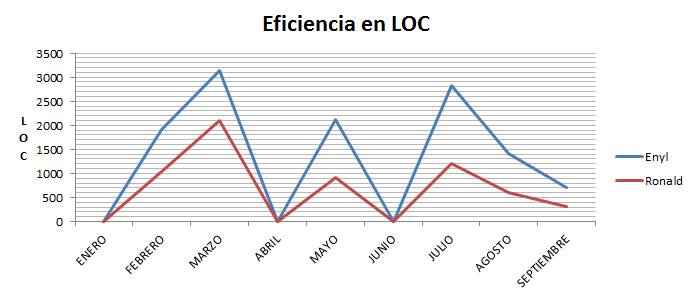 Eficiencia en LOC
3500
3000
2500
2000
1500
1000
500
0
L
O
C
ENERO
FEBRERO
MARZO
ABRIL
MAYO
JUNIO
JULIO
AGOSTO
SEPTIEMBRE
Enyl
Ronald